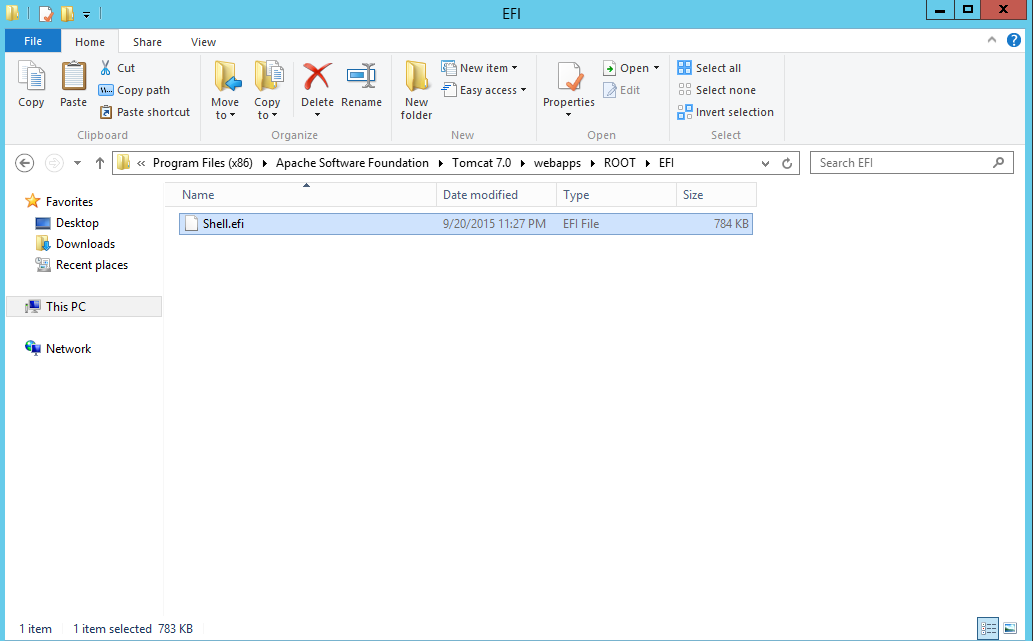 EFI
File Home Share View
Copy Paste Cut Copy path Paste shortcut
Clipboard
Move to Copy to Delete Rename
Organize
New folder New item Easy access
New
Properties Open Edit
Open
Select all Select none Invert selection
Select
« Program Files (x86) Apache Software Foundation Tomcat 7.0 webapps ROOT EFI
Search EFI
Favorites
Desktop
Downloads
Recent places
This PC
Network
Name Date modified Type Size
Shell.efi 9/20/2015 11:27 PM EFI File 784 KB
1 item 1 item selected 783 KB